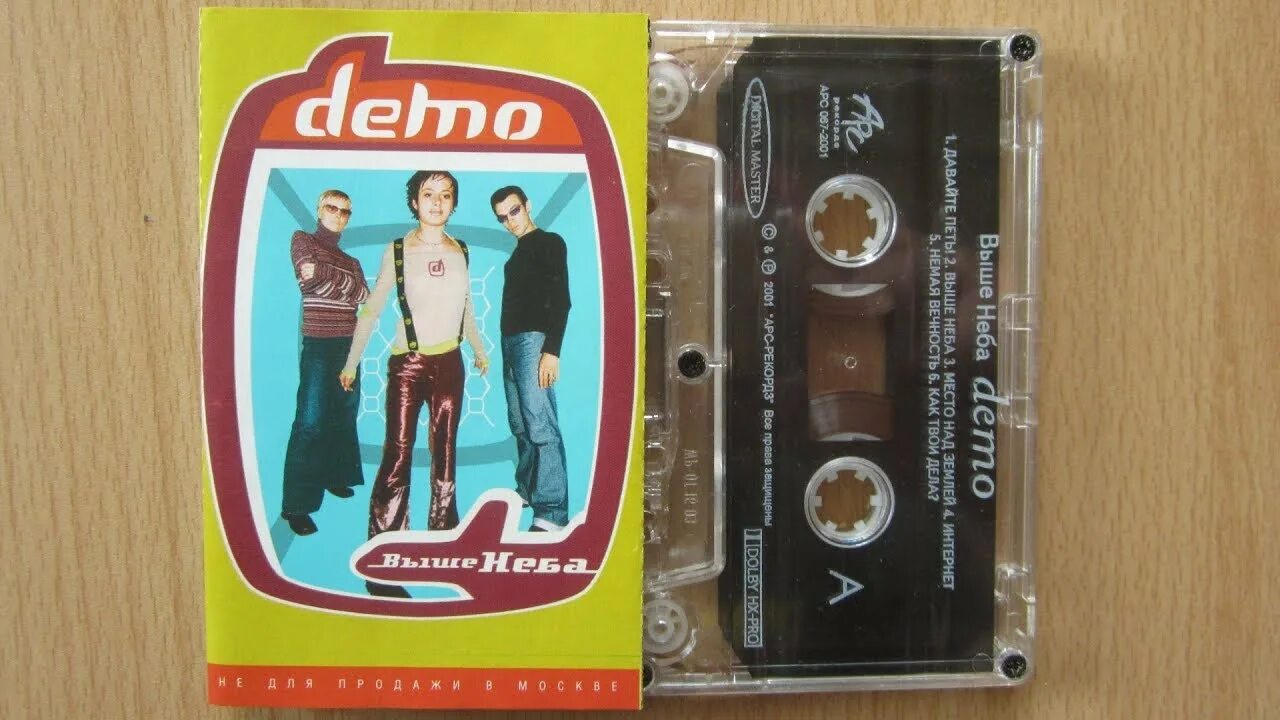 demo
d
Выше Неба
НЕ ДЛЯ ПРОДАЖИ В МОСКВЕ
Выше Неба demo
1. ДАВАЙТЕ ПЕТЬ! 2. ВЫШЕ НЕБА 3. МЕСТО НАД ЗЕМЛЕЙ 4. ИНТЕРНЕТ
5. НЕМАЯ ВЕЧНОСТЬ 6. КАК ТВОИ ДЕЛА?
АРС
рекордз
АРС 067-2001
DIGITAL MASTER
© & ℗ 2001 "АРС-РЕКОРДЗ" Все права защищены
DOLBY HX-PRO
A